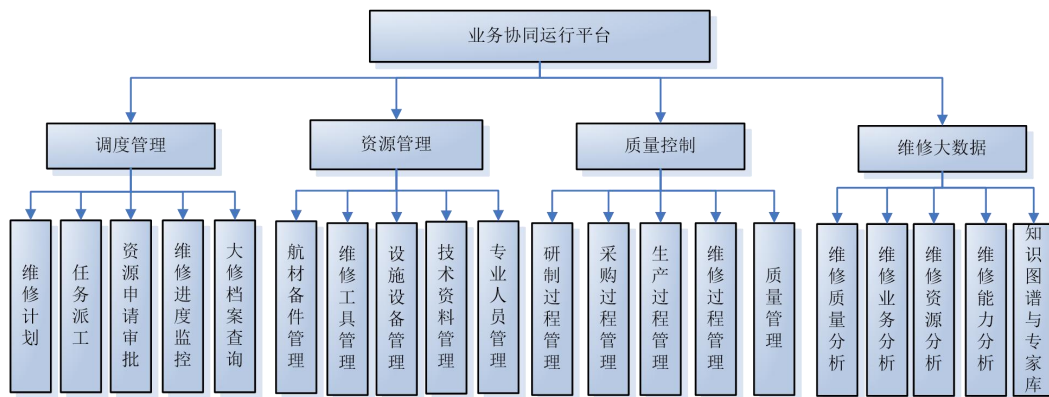 业务协同运行平台
调度管理
资源管理
质量控制
维修大数据
维修计划
任务派工
资源申请审批
维修进度监控
大修档案查询
航材备件管理
维修工具管理
设施设备管理
技术资料管理
专业人员管理
研制过程管理
采购过程管理
生产过程管理
维修过程管理
质量管理
维修质量分析
维修业务分析
维修资源分析
维修能力分析
知识图谱与专家库